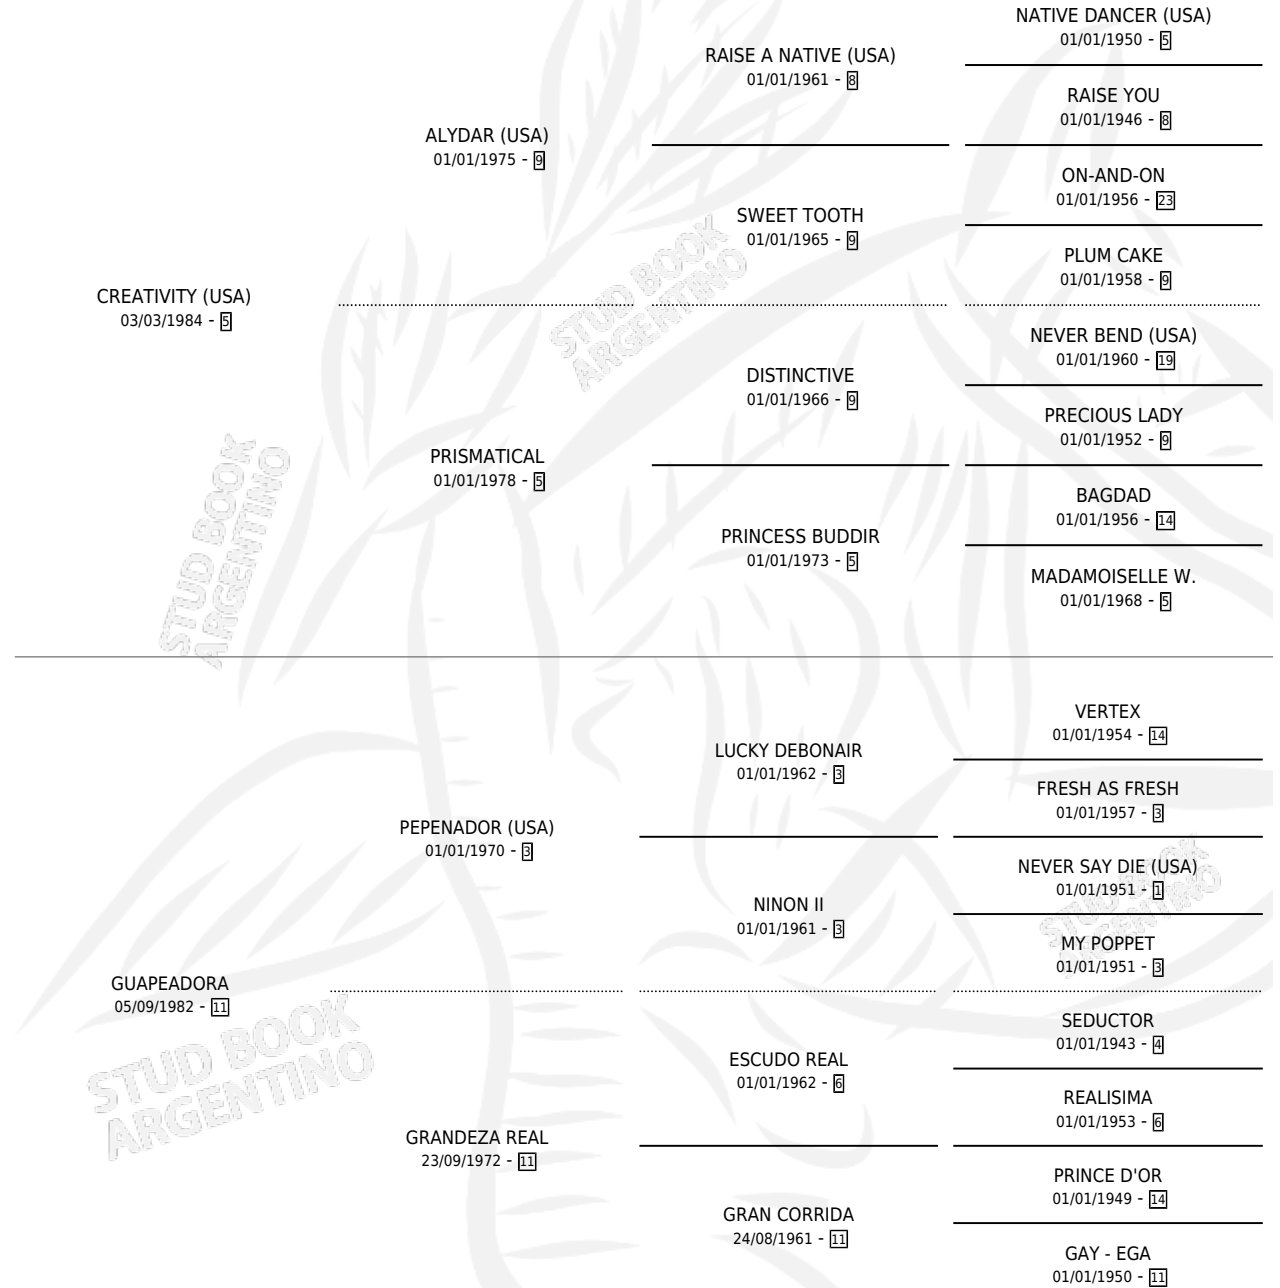 NATIVE DANCER (USA)
01/01/1950 - 5
RAISE A NATIVE (USA)
01/01/1961 - 8
RAISE YOU
01/01/1946 - 8
ALYDAR (USA)
01/01/1975 - 9
ON-AND-ON
01/01/1956 - 23
SWEET TOOTH
01/01/1965 - 9
PLUM CAKE
01/01/1958 - 9
CREATIVITY (USA)
03/03/1984 - 5
NEVER BEND (USA)
01/01/1960 - 19
DISTINCTIVE
01/01/1966 - 9
PRECIOUS LADY
01/01/1952 - 9
PRISMATICAL
01/01/1978 - 5
BAGDAD
01/01/1956 - 14
PRINCESS BUDDIR
01/01/1973 - 5
MADAMOISELLE W.
01/01/1968 - 5
STUD BOOK
ARGENTINO
STUD BOOK
ARGENTINO
VERTEX
01/01/1954 - 14
LUCKY DEBONAIR
01/01/1962 - 3
FRESH AS FRESH
01/01/1957 - 3
PEPENADOR (USA)
01/01/1970 - 3
NEVER SAY DIE (USA)
01/01/1951 - 1
NINON II
01/01/1961 - 3
MY POPPET
01/01/1951 - 3
GUAPEADORA
05/09/1982 - 11
SEDUCTOR
01/01/1943 - 4
ESCUDO REAL
01/01/1962 - 6
REALISIMA
01/01/1953 - 6
GRANDEZA REAL
23/09/1972 - 11
PRINCE D'OR
01/01/1949 - 14
GRAN CORRIDA
24/08/1961 - 11
GAY - EGA
01/01/1950 - 11
STUD BOOK
ARGENTINO
STUD BOOK
ARGENTINO